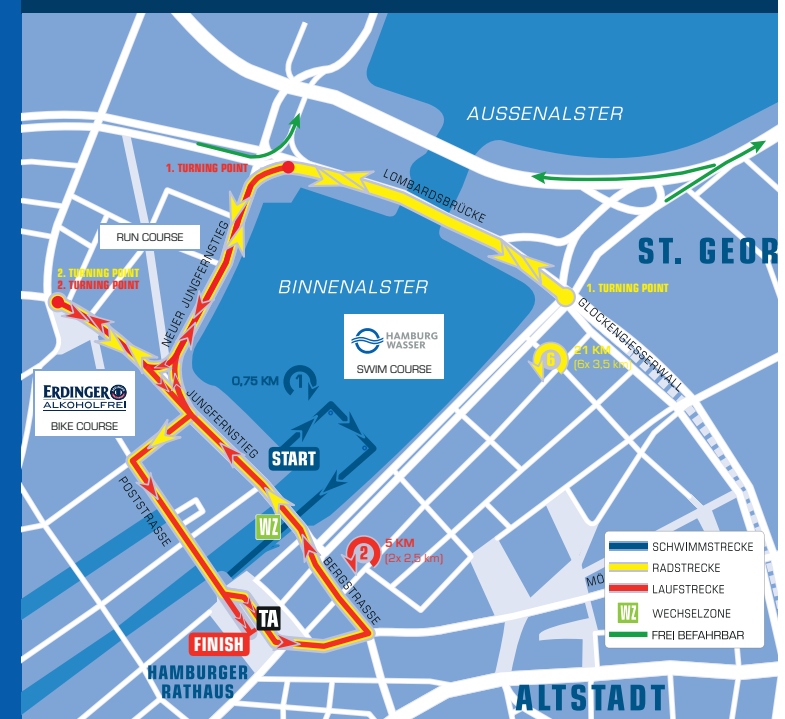 AUSSENALSTER
1. TURNING POINT
LOMBARDSBRÜCKE
RUN COURSE
NEUER JUNGFERNSTIEG
ST. GEOR
2. TURNING POINT
2. TURNING POINT
BINNENALSTER
1. TURNING POINT
GLOCKENGIESSERWALL
HAMBURG
WASSER
SWIM COURSE
6
21 KM
(6x 3,5 km)
0,75 KM
1
ERDINGER
ALKOHOLFREI
BIKE COURSE
JUNGFERNSTIEG
START
POSTSTRASSE
WZ
2
5 KM
(2x 2,5 km)
BERGSTRASSE
SCHWIMMSTRECKE
RADSTRECKE
LAUFSTRECKE
WZ WECHSELZONE
FREI BEFAHRBAR
MO
TA
FINISH
HAMBURGER
RATHAUS
ALTSTADT